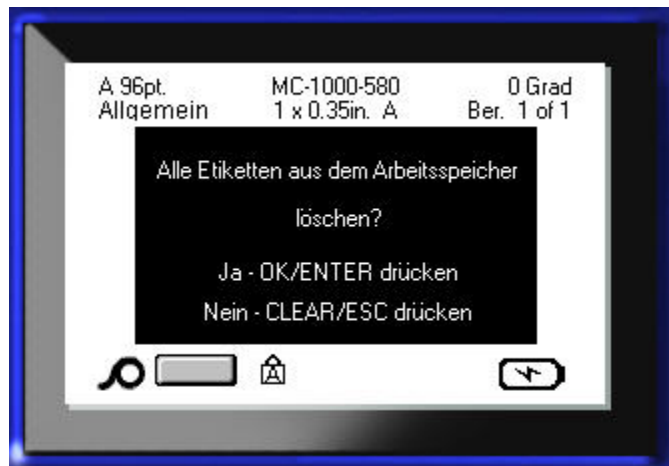 A 96pt. MC-1000-580 0 Grad
Allgemein 1 x 0.35in. A Ber. 1 of 1
Alle Etiketten aus dem Arbeitsspeicher
löschen?
Ja - OK/ENTER drücken
Nein - CLEAR/ESC drücken
A